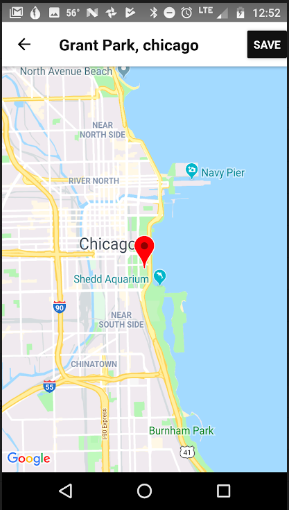 56° LTE 12:52
Grant Park, chicago SAVE
North Avenue Beach
NEAR
NORTH SIDE
Navy Pier
RIVER NORTH
Chicago
Shedd Aquarium
90
NEAR
SOUTH SIDE
CHINATOWN
55
Burnham Park
41
Google